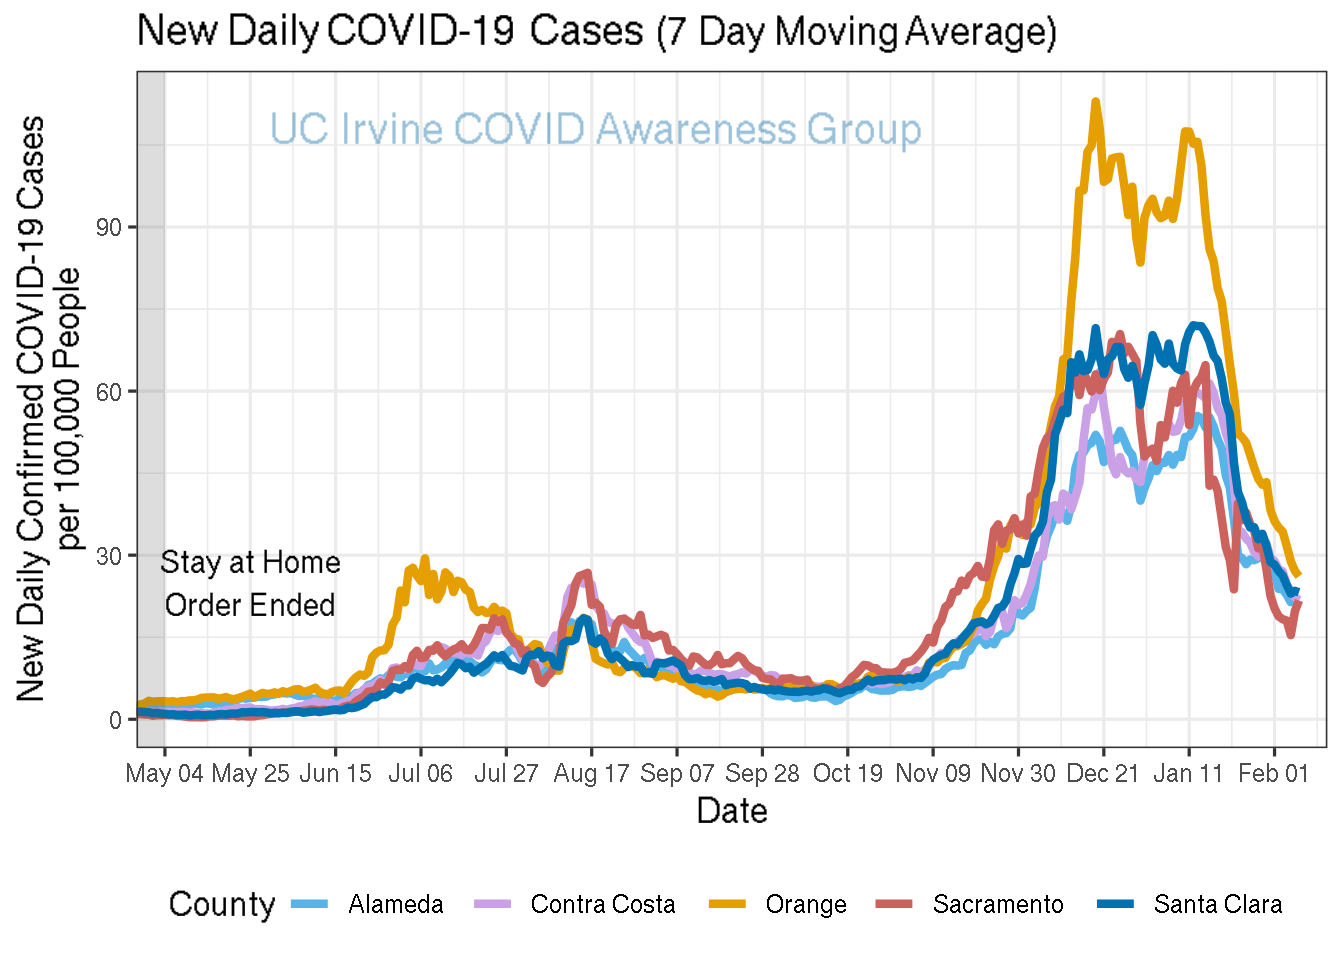 New Daily COVID-19 Cases (7 Day Moving Average)
UC Irvine COVID Awareness Group
New Daily Confirmed COVID-19 Cases
per 100,000 People
90
60
30
0
Stay at Home
Order Ended
May 04 May 25 Jun 15 Jul 06 Jul 27 Aug 17 Sep 07 Sep 28 Oct 19 Nov 09 Nov 30 Dec 21 Jan 11 Feb 01
Date
County Alameda Contra Costa Orange Sacramento Santa Clara